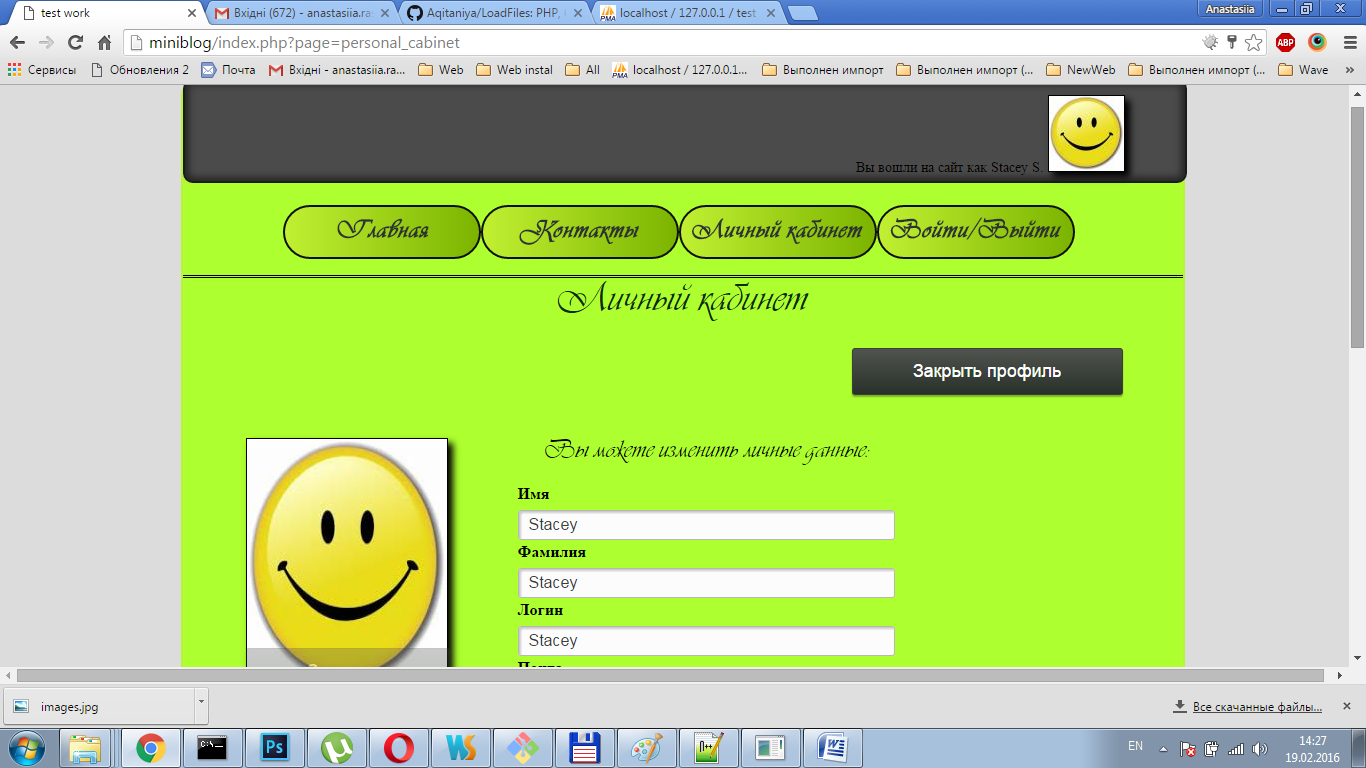 test work
Вхідні (672) - anastasiia.ra
Aqitaniya/LoadFiles: PHP,
localhost / 127.0.0.1 / test
Anastasiia
miniblog/index.php?page=personal_cabinet
ABP
Сервисы
Обновления 2
Почта
Вхідні - anastasiia.ra...
Web
Web instal
All
localhost / 127.0.0.1...
Выполнен импорт
Выполнен импорт (...
NewWeb
Выполнен импорт (...
Wave
»
Вы вошли на сайт как Stacey S.
Главная
Контакты
Личный кабинет
Войти/Выйти
Личный кабинет
Закрыть профиль
Вы можете изменить личные данные:
Имя
Stacey
Фамилия
Stacey
Логин
Stacey
images.jpg
Все скачанные файлы...
EN
14:27
19.02.2016